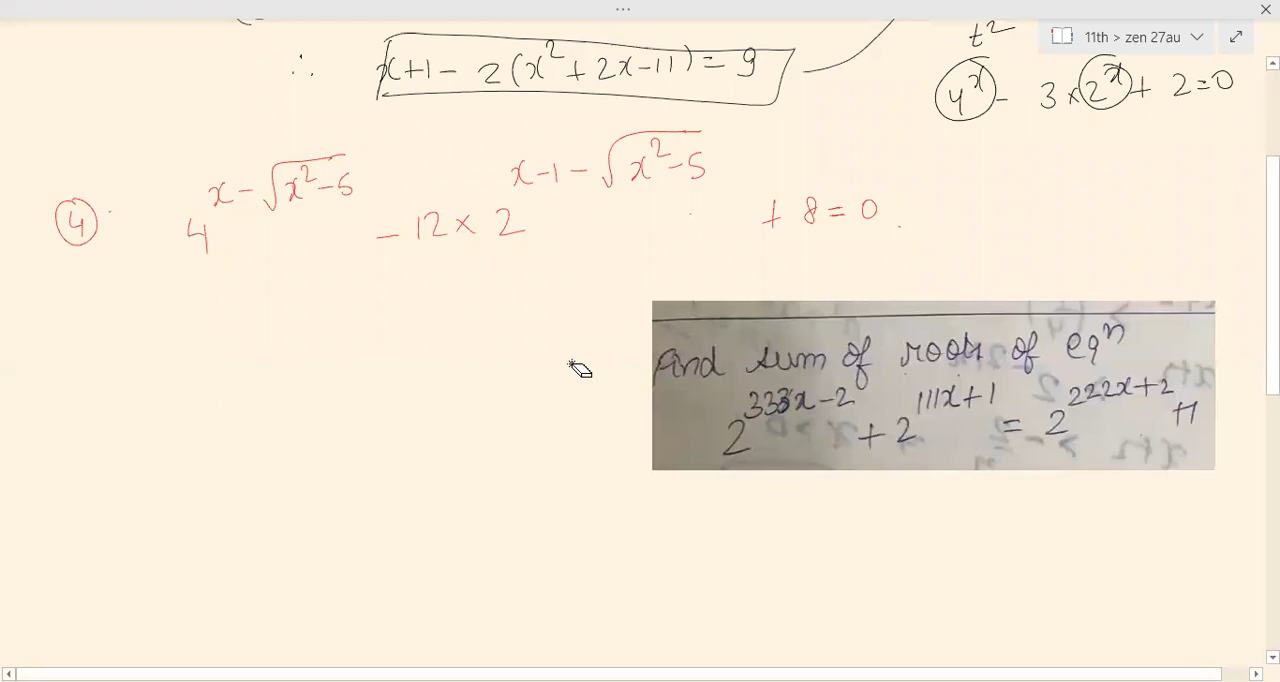 11th > zen 27au
t²
∴ x+1 - 2(x²+2x-11) = 9
4^x - 3×2^x + 2=0
④ 4^(x-√(x²-5)) - 12 × 2^(x-1-√(x²-5)) + 8 = 0
Find sum of roots of eqⁿ
2^(333x-2) + 2^(111x+1) = 2^(222x+2) +1